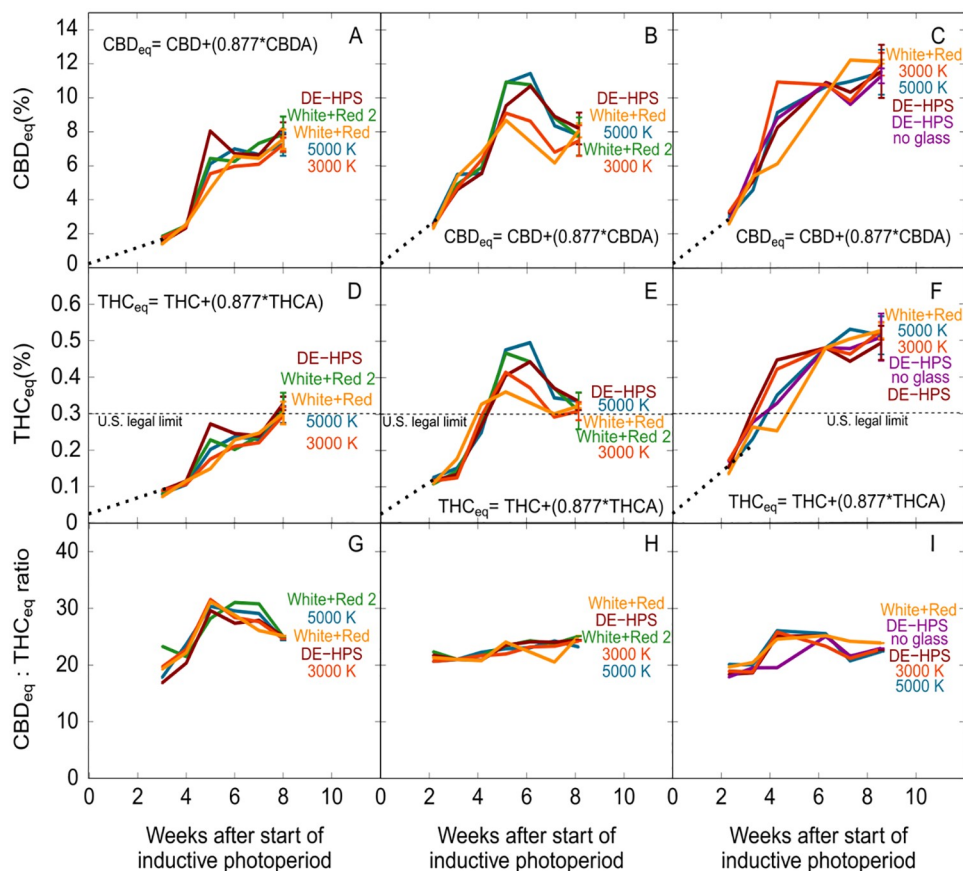 14
12
10
8
6
4
2
0
CBDeq(%)
A
CBDeq= CBD+(0.877*CBDA)
DE-HPS
White+Red 2
White+Red
5000 K
3000 K
B
DE-HPS
White+Red
5000 K
White+Red 2
3000 K
CBDeq= CBD+(0.877*CBDA)
C
White+Red
3000 K
5000 K
DE-HPS
DE-HPS
no glass
CBDeq= CBD+(0.877*CBDA)
0.6
0.5
0.4
0.3
0.2
0.1
0
THCeq(%)
D
THCeq= THC+(0.877*THCA)
DE-HPS
White+Red 2
White+Red
U.S. legal limit
5000 K
3000 K
E
DE-HPS
5000 K
U.S. legal limit
White+Red
White+Red 2
3000 K
THCeq= THC+(0.877*THCA)
F
White+Red
5000 K
3000 K
DE-HPS
no glass
DE-HPS
U.S. legal limit
THCeq= THC+(0.877*THCA)
40
30
20
10
0
CBDeq : THCeq ratio
G
White+Red 2
5000 K
White+Red
DE-HPS
3000 K
H
White+Red
DE-HPS
White+Red 2
3000 K
5000 K
I
White+Red
DE-HPS
no glass
DE-HPS
3000 K
5000 K
0 2 4 6 8 10
0 2 4 6 8 10
0 2 4 6 8 10
Weeks after start of
inductive photoperiod
Weeks after start of
inductive photoperiod
Weeks after start of
inductive photoperiod